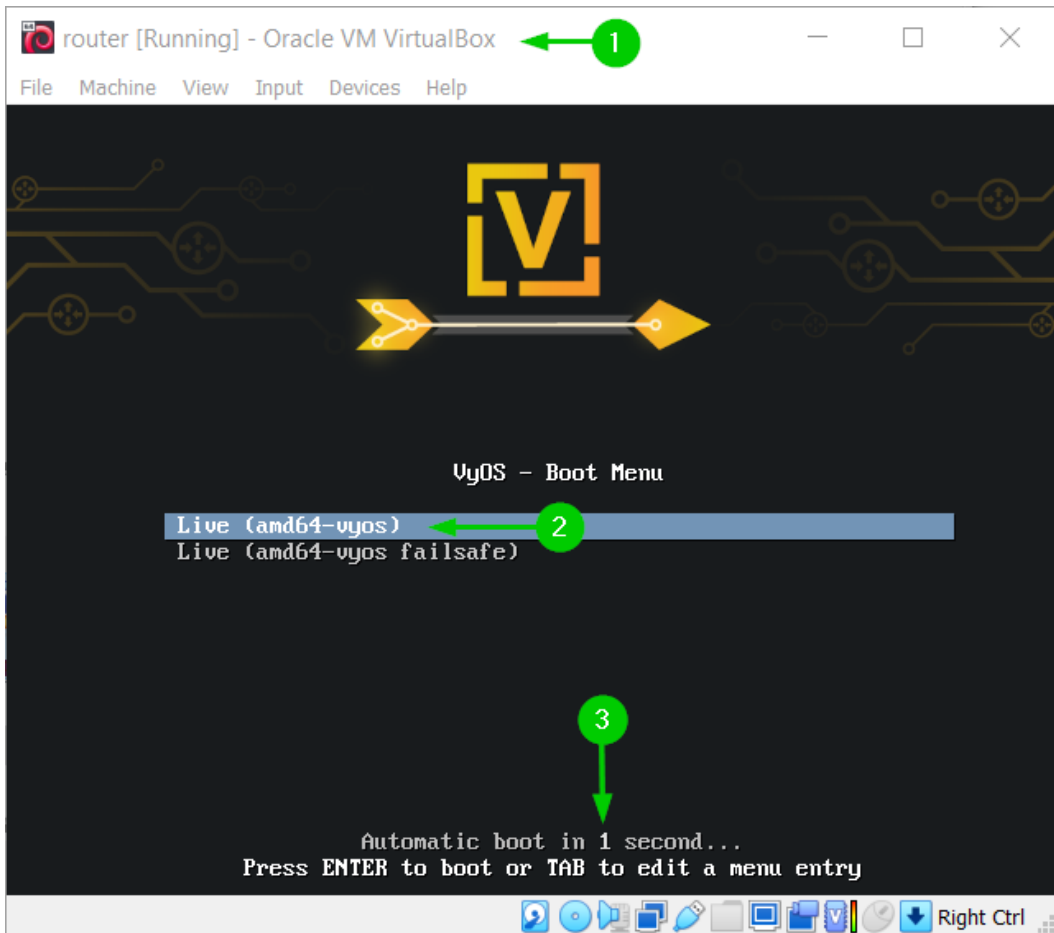 router [Running] - Oracle VM VirtualBox
1
File Machine View Input Devices Help
V
VyOS - Boot Menu
Live (amd64-vyos)
2
Live (amd64-vyos failsafe)
3
Automatic boot in 1 second...
Press ENTER to boot or TAB to edit a menu entry
V
Right Ctrl